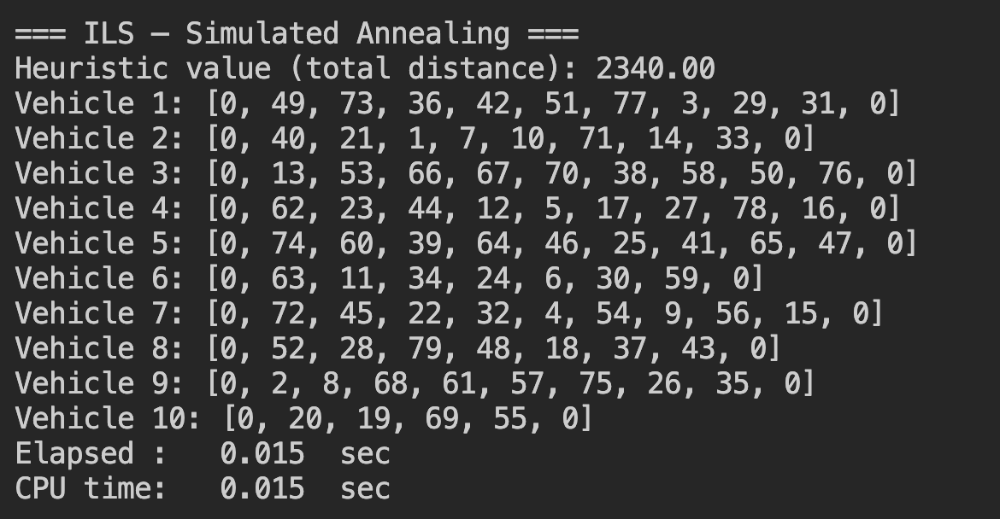 === ILS — Simulated Annealing ===
Heuristic value (total distance): 2340.00
Vehicle 1: [0, 49, 73, 36, 42, 51, 77, 3, 29, 31, 0]
Vehicle 2: [0, 40, 21, 1, 7, 10, 71, 14, 33, 0]
Vehicle 3: [0, 13, 53, 66, 67, 70, 38, 58, 50, 76, 0]
Vehicle 4: [0, 62, 23, 44, 12, 5, 17, 27, 78, 16, 0]
Vehicle 5: [0, 74, 60, 39, 64, 46, 25, 41, 65, 47, 0]
Vehicle 6: [0, 63, 11, 34, 24, 6, 30, 59, 0]
Vehicle 7: [0, 72, 45, 22, 32, 4, 54, 9, 56, 15, 0]
Vehicle 8: [0, 52, 28, 79, 48, 18, 37, 43, 0]
Vehicle 9: [0, 2, 8, 68, 61, 57, 75, 26, 35, 0]
Vehicle 10: [0, 20, 19, 69, 55, 0]
Elapsed :   0.015  sec
CPU time:   0.015  sec